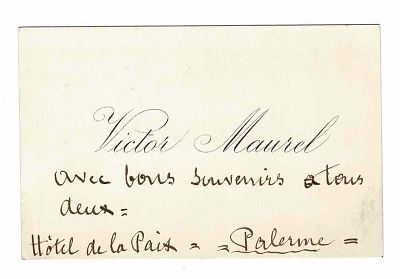 Victor Maurel
avec bons souvenirs a tous
deux =
Hôtel de la Paix = = Palerme =